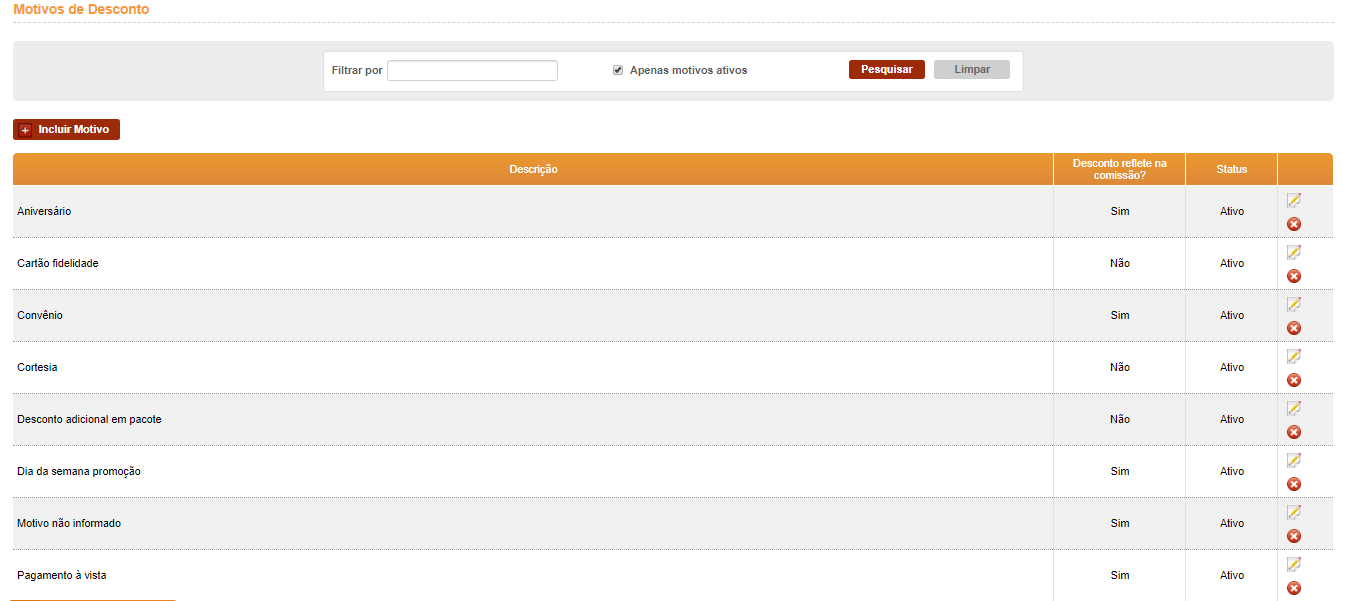 Motivos de Desconto
Filtrar por Apenas motivos ativos Pesquisar Limpar
Incluir Motivo
Descrição Desconto reflete na comissão? Status
Aniversário Sim Ativo
Cartão fidelidade Não Ativo
Convênio Sim Ativo
Cortesia Não Ativo
Desconto adicional em pacote Não Ativo
Dia da semana promoção Sim Ativo
Motivo não informado Sim Ativo
Pagamento à vista Sim Ativo